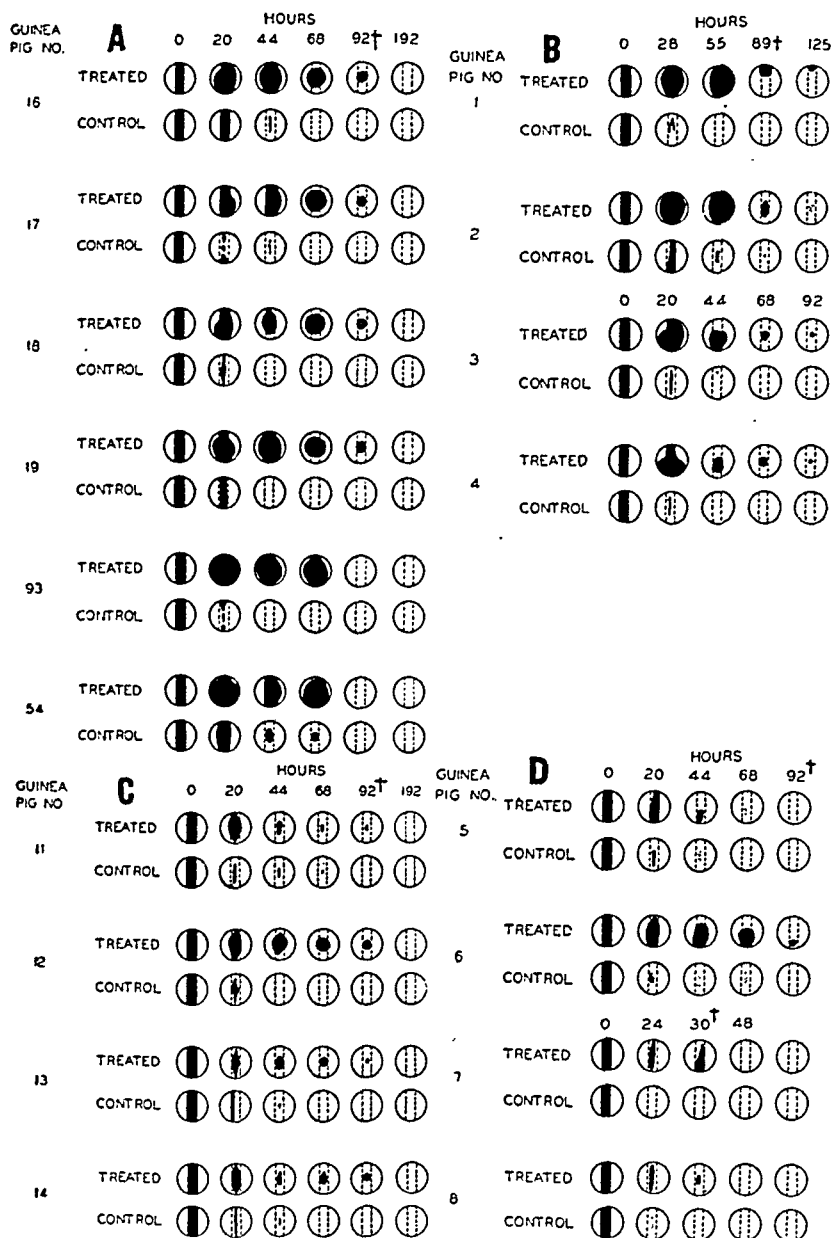 A
HOURS
GUINEA
PIG NO.
0 20 44 68 92† 192
16
TREATED
CONTROL
17
TREATED
CONTROL
18
TREATED
CONTROL
19
TREATED
CONTROL
93
TREATED
CONTROL
54
TREATED
CONTROL
B
HOURS
GUINEA
PIG NO
0 28 55 89† 125
1
TREATED
CONTROL
2
TREATED
CONTROL
0 20 44 68 92
3
TREATED
CONTROL
4
TREATED
CONTROL
C
HOURS
GUINEA
PIG NO
0 20 44 68 92† 192
11
TREATED
CONTROL
12
TREATED
CONTROL
13
TREATED
CONTROL
14
TREATED
CONTROL
D
HOURS
GUINEA
PIG NO.
0 20 44 68 92†
5
TREATED
CONTROL
6
TREATED
CONTROL
0 24 30† 48
7
TREATED
CONTROL
8
TREATED
CONTROL